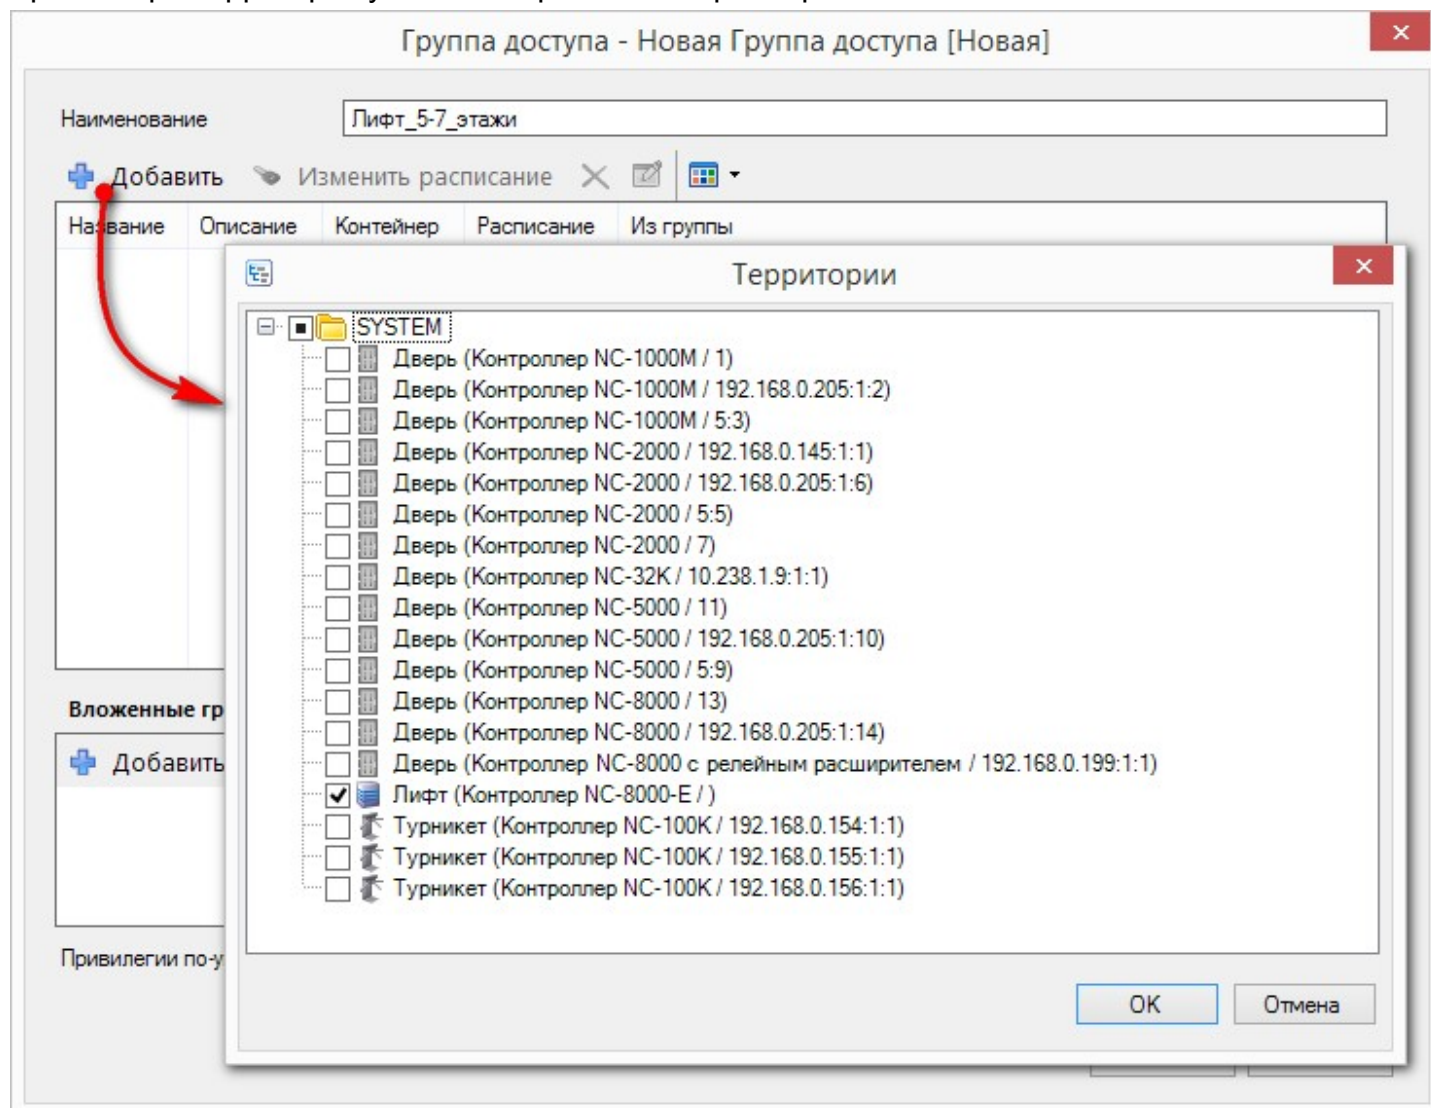 Группа доступа - Новая Группа доступа [Новая]
Наименование
Лифт_5-7_этажи
Добавить Изменить расписание
Название Описание Контейнер Расписание Из группы
Территории
SYSTEM
Дверь (Контроллер NC-1000M / 1)
Дверь (Контроллер NC-1000M / 192.168.0.205:1:2)
Дверь (Контроллер NC-1000M / 5:3)
Дверь (Контроллер NC-2000 / 192.168.0.145:1:1)
Дверь (Контроллер NC-2000 / 192.168.0.205:1:6)
Дверь (Контроллер NC-2000 / 5:5)
Дверь (Контроллер NC-2000 / 7)
Дверь (Контроллер NC-32K / 10.238.1.9:1:1)
Дверь (Контроллер NC-5000 / 11)
Дверь (Контроллер NC-5000 / 192.168.0.205:1:10)
Дверь (Контроллер NC-5000 / 5:9)
Дверь (Контроллер NC-8000 / 13)
Дверь (Контроллер NC-8000 / 192.168.0.205:1:14)
Дверь (Контроллер NC-8000 с релейным расширителем / 192.168.0.199:1:1)
Лифт (Контроллер NC-8000-E / )
Турникет (Контроллер NC-100K / 192.168.0.154:1:1)
Турникет (Контроллер NC-100K / 192.168.0.155:1:1)
Турникет (Контроллер NC-100K / 192.168.0.156:1:1)
Вложенные гр
Добавить
Привилегии по-у
OK Отмена